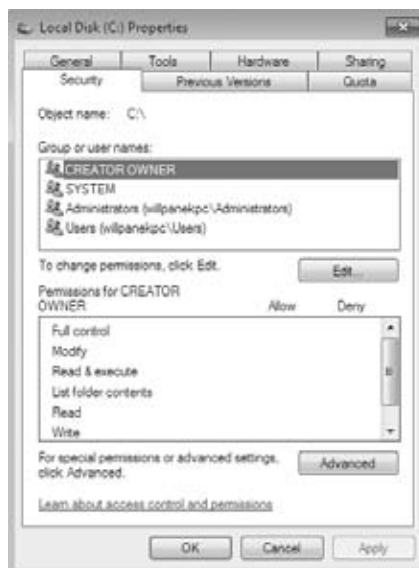 Local Disk (C:) Properties
General Tools Hardware Sharing
Security Previous Versions Quota
Object name: C:\
Group or user names:
CREATOR OWNER
SYSTEM
Administrators (willpanekpc\Administrators)
Users (willpanekpc\Users)
To change permissions, click Edit.
Edit...
Permissions for CREATOR
OWNER Allow Deny
Full control
Modify
Read & execute
List folder contents
Read
Write
For special permissions or advanced settings,
click Advanced.
Advanced
Learn about access control and permissions
OK Cancel Apply